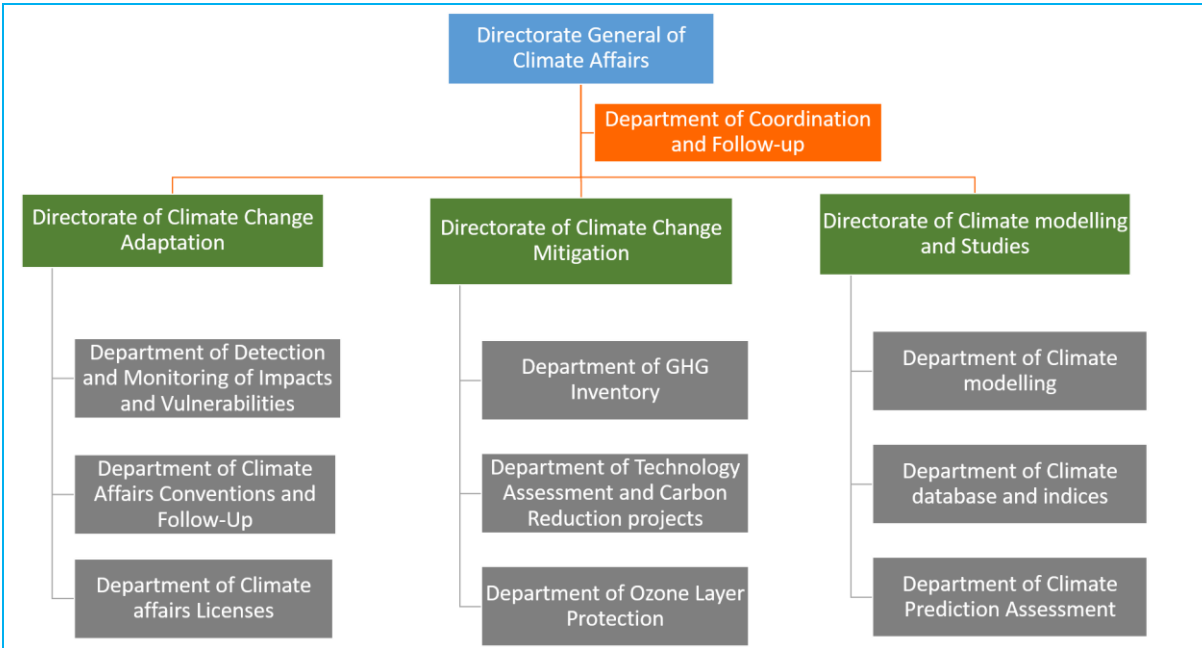 Directorate General of
Climate Affairs
Department of Coordination
and Follow-up
Directorate of Climate Change
Adaptation
Department of Detection
and Monitoring of Impacts
and Vulnerabilities
Department of Climate
Affairs Conventions and
Follow-Up
Department of Climate
affairs Licenses
Directorate of Climate Change
Mitigation
Department of GHG
Inventory
Department of Technology
Assessment and Carbon
Reduction projects
Department of Ozone Layer
Protection
Directorate of Climate modelling
and Studies
Department of Climate
modelling
Department of Climate
database and indices
Department of Climate
Prediction Assessment